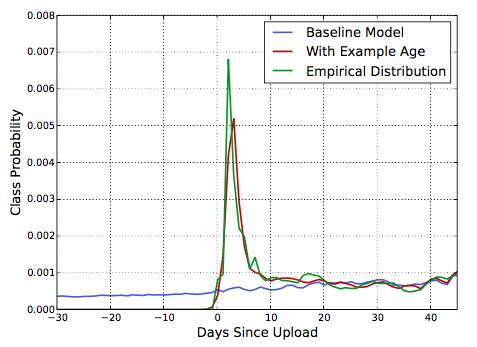 0.008
0.007
0.006
0.005
0.004
0.003
0.002
0.001
0.000
Class Probability
Baseline Model
With Example Age
Empirical Distribution
−30 −20 −10 0 10 20 30 40
Days Since Upload